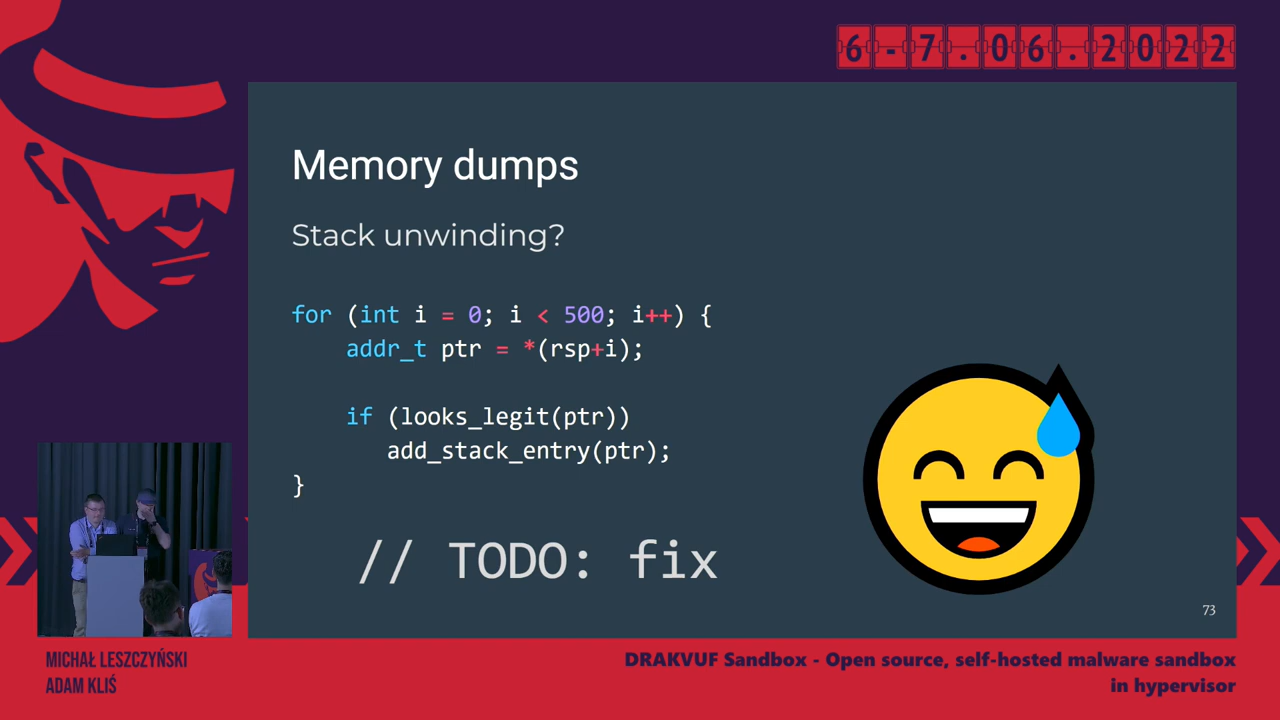 6-7.06.2022
Memory dumps
Stack unwinding?
for (int i = 0; i < 500; i++) {
    addr_t ptr = *(rsp+i);
    if (looks_legit(ptr))
        add_stack_entry(ptr);
}
// TODO: fix
73
MICHAŁ LESZCZYŃSKI
ADAM KLIŚ
DRAKVUF Sandbox - Open source, self-hosted malware sandbox
in hypervisor